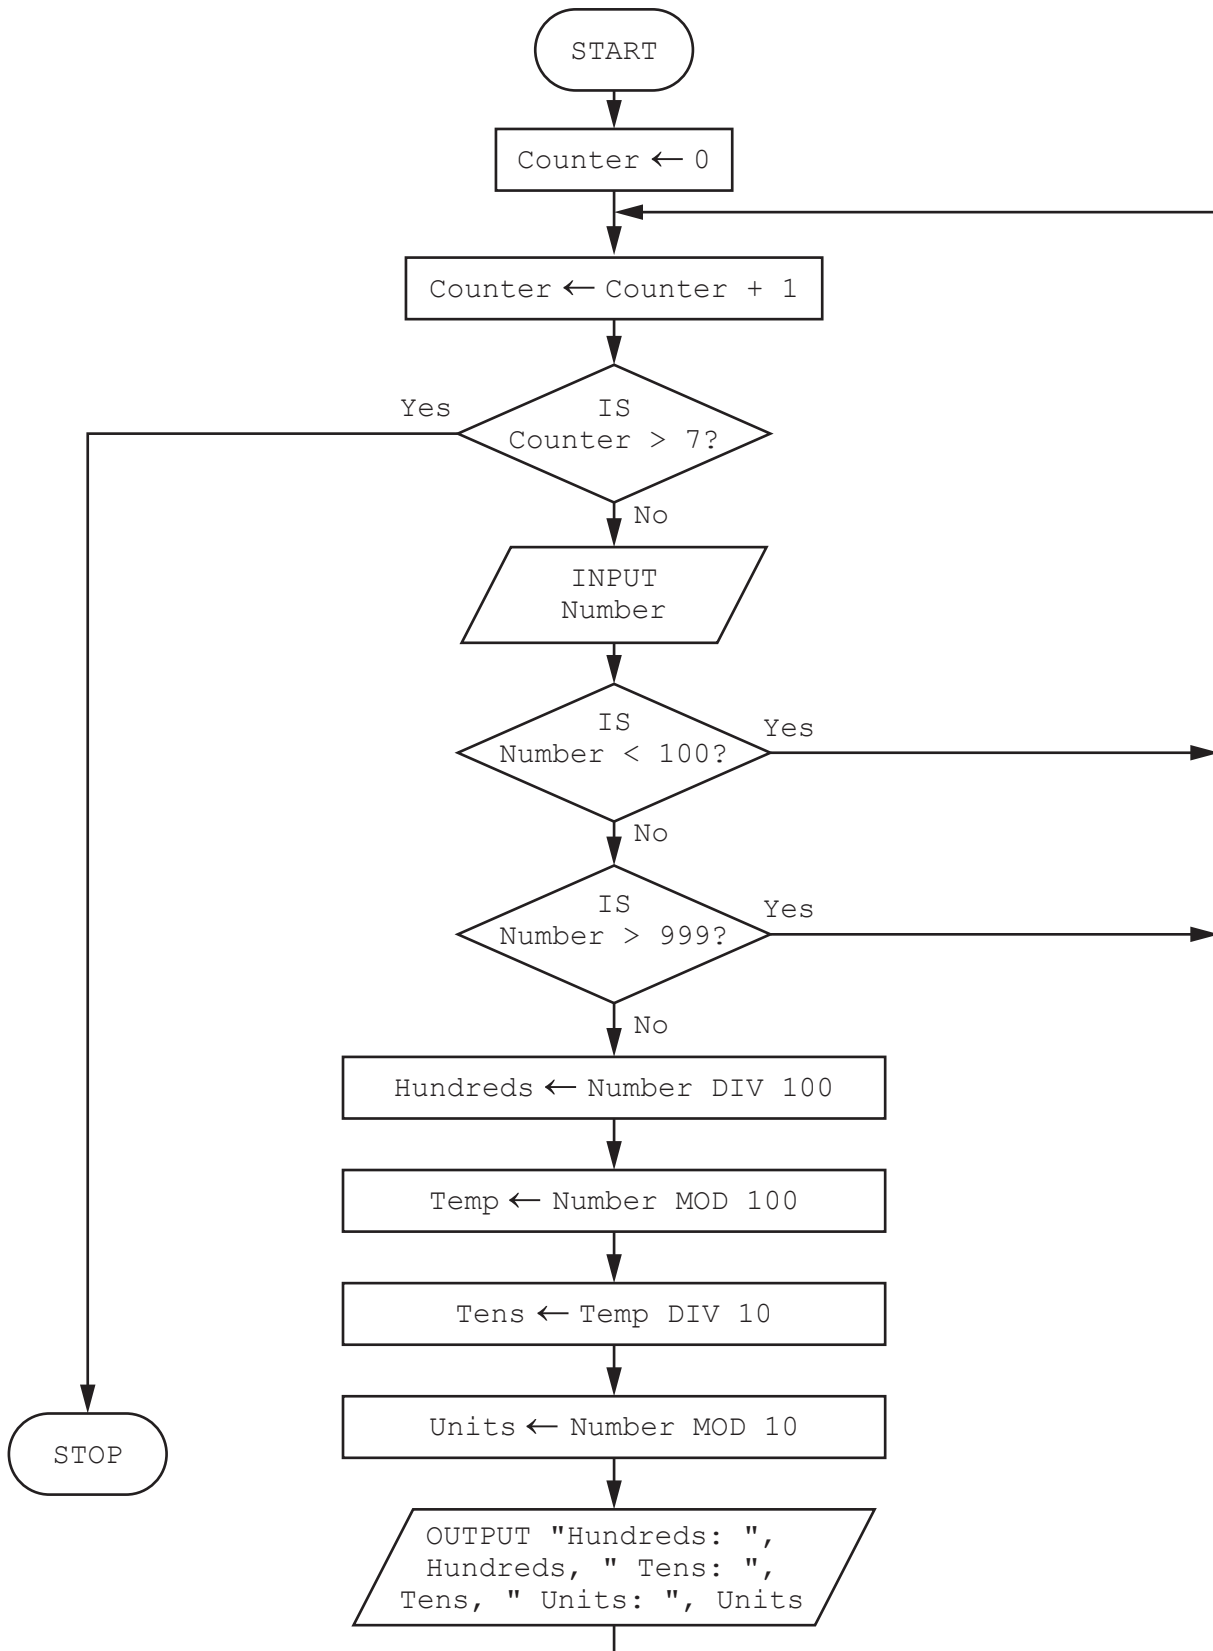 START
Counter ← 0
Counter ← Counter + 1
Yes
IS
Counter > 7?
No
INPUT
Number
IS
Number < 100?
Yes
No
IS
Number > 999?
Yes
No
Hundreds ← Number DIV 100
Temp ← Number MOD 100
Tens ← Temp DIV 10
Units ← Number MOD 10
STOP
OUTPUT "Hundreds: ",
Hundreds, " Tens: ",
Tens, " Units: ", Units